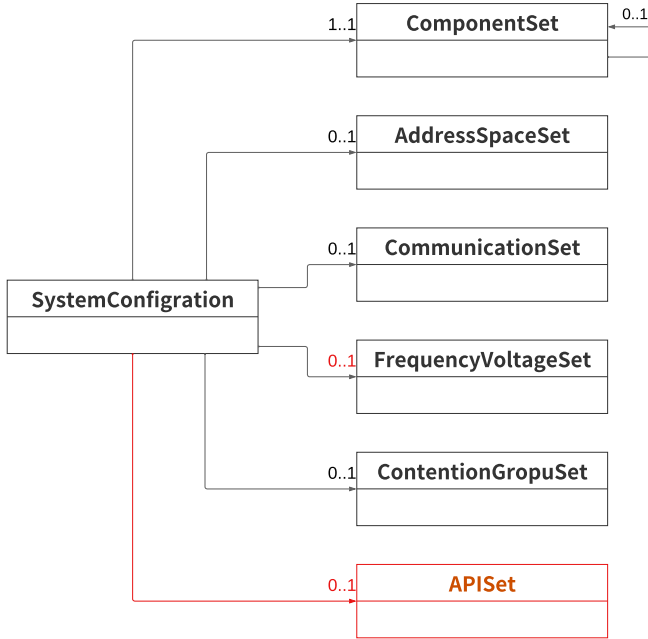 0..1
1..1
ComponentSet
0..1
AddressSpaceSet
0..1
CommunicationSet
SystemConfigration
0..1
FrequencyVoltageSet
0..1
ContentionGropuSet
0..1
APISet